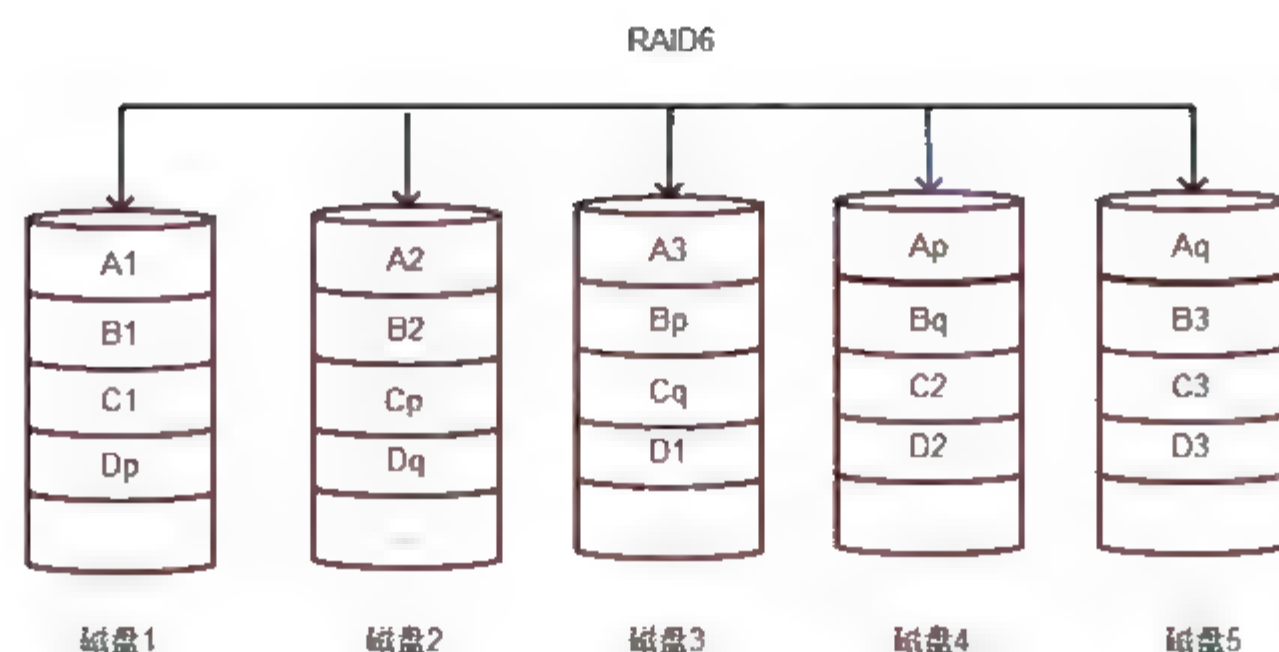 RAID6
A1 A2 A3 Ap Aq
B1 B2 Bp Bq B3
C1 Cp Cq C2 C3
Dp Dq D1 D2 D3
磁盘1 磁盘2 磁盘3 磁盘4 磁盘5